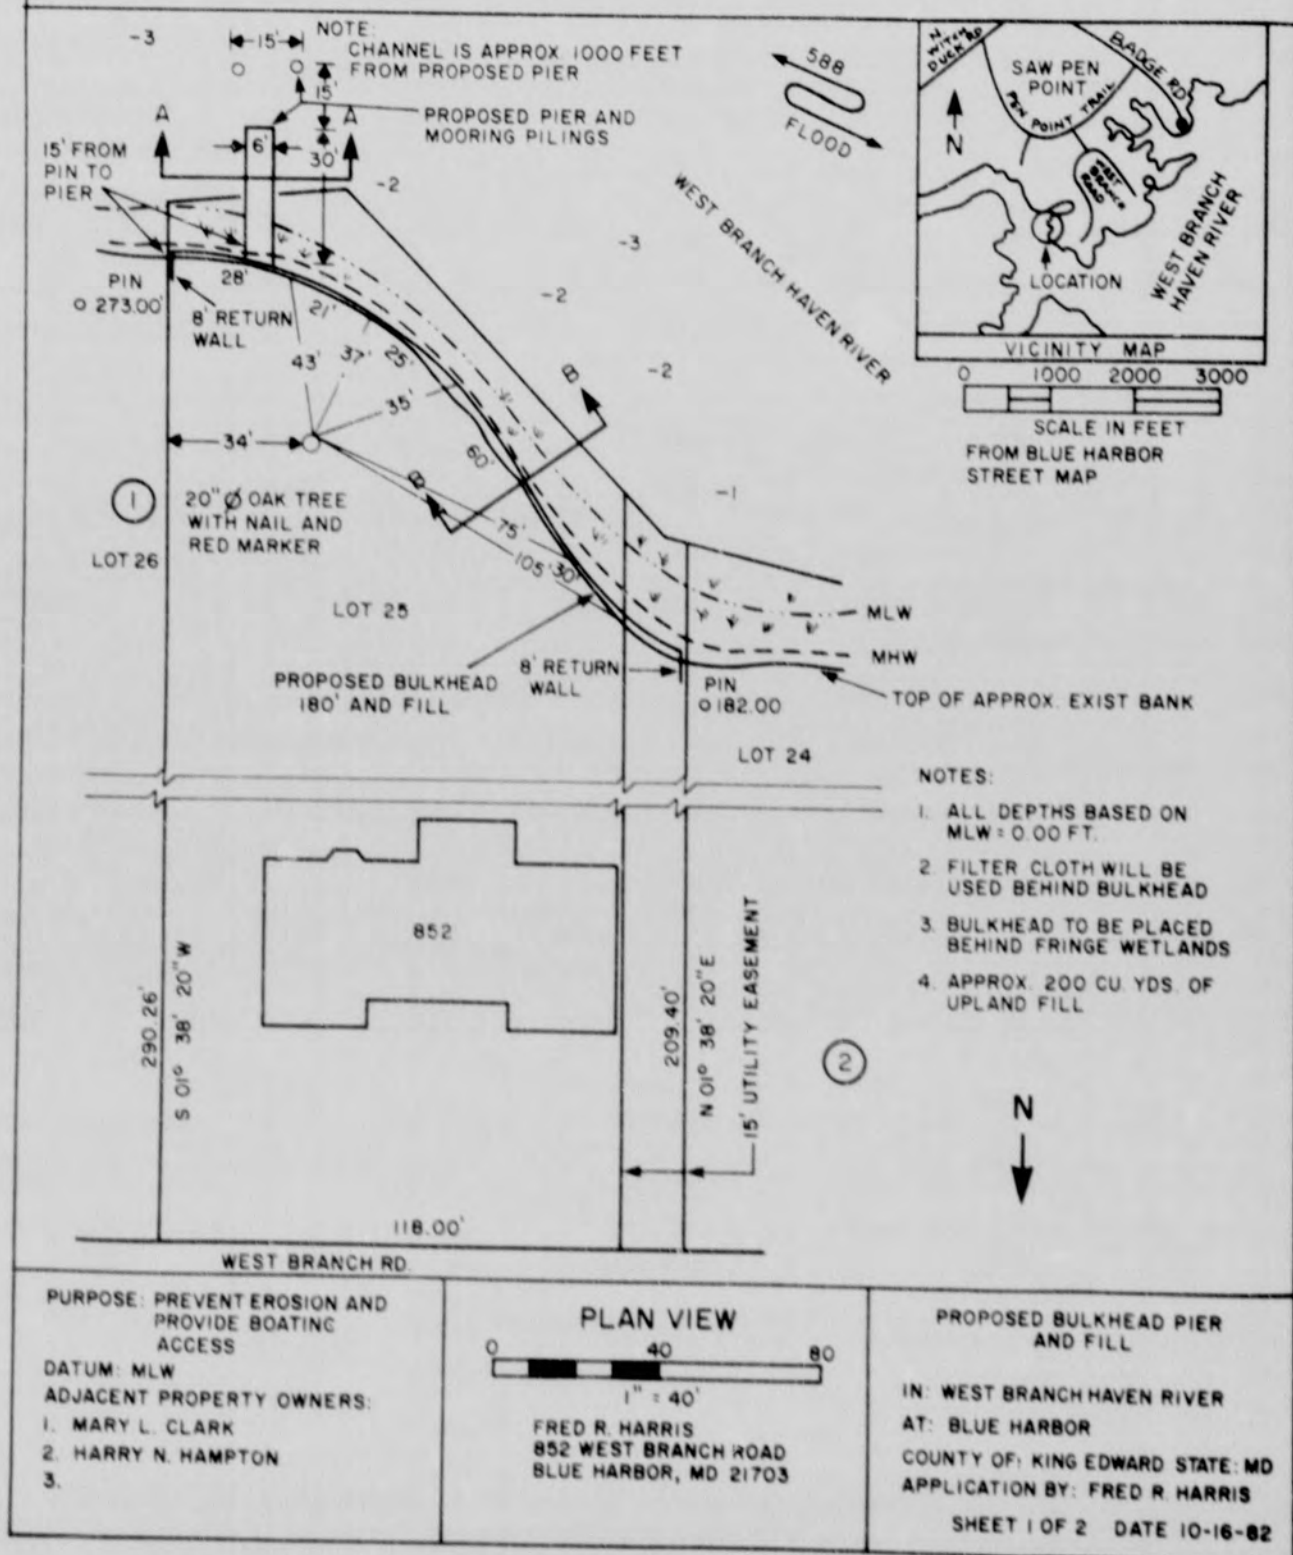 -3
15'
NOTE:
CHANNEL IS APPROX. 1000 FEET
FROM PROPOSED PIER
15'
A
A
PROPOSED PIER AND
MOORING PILINGS
6'
30'
15' FROM
PIN TO
PIER
-2
588
FLOOD
WEST BRANCH HAVEN RIVER
-3
-2
-2
-1
N WITCH
DUCK RD
BADGE RD
SAW PEN
POINT
PEN POINT TRAIL
N
WEST
BRANCH
ROAD
WEST BRANCH
HAVEN RIVER
LOCATION
VICINITY MAP
0 1000 2000 3000
SCALE IN FEET
FROM BLUE HARBOR
STREET MAP
PIN
273.00'
28'
8' RETURN
WALL
21'
25'
43'
37'
35'
34'
60'
B
B
75'
105'
30'
1
20" Ø OAK TREE
WITH NAIL AND
RED MARKER
LOT 26
LOT 25
MLW
MHW
PROPOSED BULKHEAD
180' AND FILL
8' RETURN
WALL
PIN
182.00
TOP OF APPROX. EXIST BANK
LOT 24
NOTES:
1. ALL DEPTHS BASED ON
MLW = 0.00 FT.
2. FILTER CLOTH WILL BE
USED BEHIND BULKHEAD
3. BULKHEAD TO BE PLACED
BEHIND FRINGE WETLANDS
4. APPROX. 200 CU. YDS. OF
UPLAND FILL
852
290.26'
S 01° 38' 20" W
209.40'
N 01° 38' 20" E
15' UTILITY EASEMENT
2
N
118.00'
WEST BRANCH RD.
PURPOSE: PREVENT EROSION AND
PROVIDE BOATING
ACCESS
DATUM: MLW
ADJACENT PROPERTY OWNERS:
1. MARY L. CLARK
2. HARRY N. HAMPTON
3.
PLAN VIEW
0 40 80
1" = 40'
FRED R. HARRIS
852 WEST BRANCH ROAD
BLUE HARBOR, MD 21703
PROPOSED BULKHEAD PIER
AND FILL
IN: WEST BRANCH HAVEN RIVER
AT: BLUE HARBOR
COUNTY OF: KING EDWARD STATE: MD
APPLICATION BY: FRED R. HARRIS
SHEET 1 OF 2 DATE 10-16-82